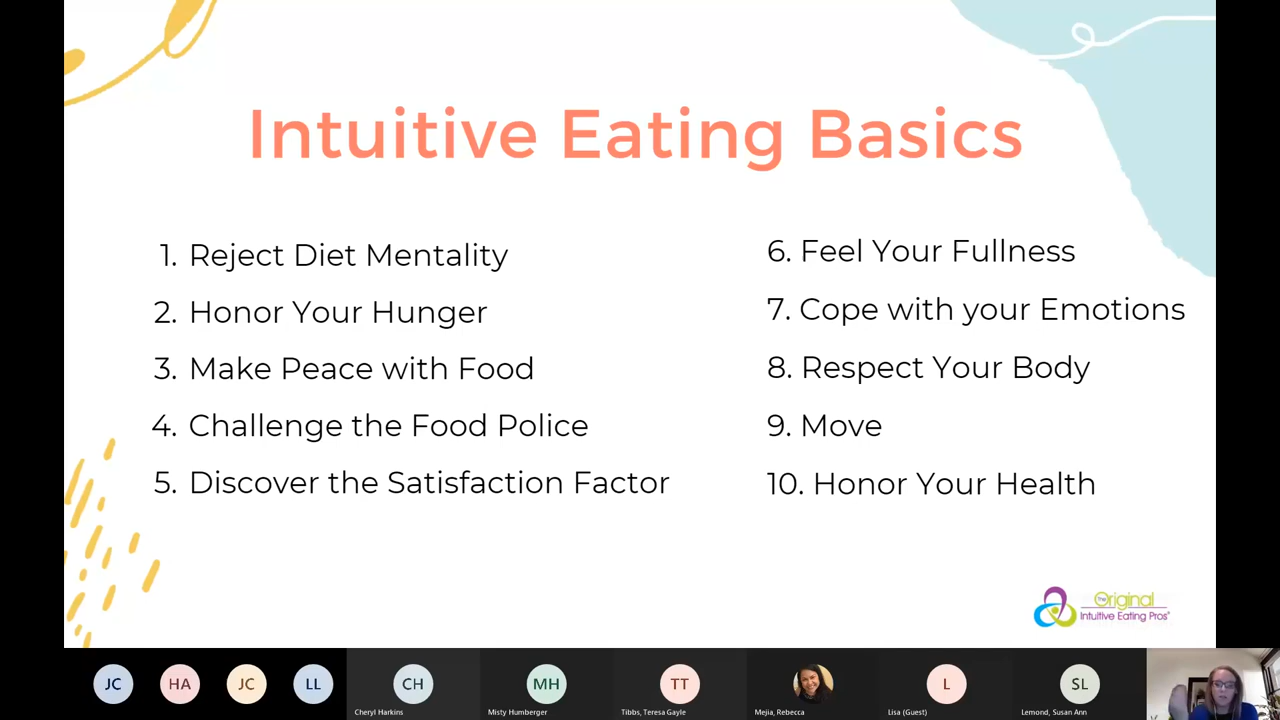 Intuitive Eating Basics
1. Reject Diet Mentality
2. Honor Your Hunger
3. Make Peace with Food
4. Challenge the Food Police
5. Discover the Satisfaction Factor
6. Feel Your Fullness
7. Cope with your Emotions
8. Respect Your Body
9. Move
10. Honor Your Health
The Original
Intuitive Eating Pros®
JC
HA
JC
LL
CH
Cheryl Harkins
MH
Misty Humberger
TT
Tibbs, Teresa Gayle
Mejia, Rebecca
L
Lisa (Guest)
SL
Lemond, Susan Ann